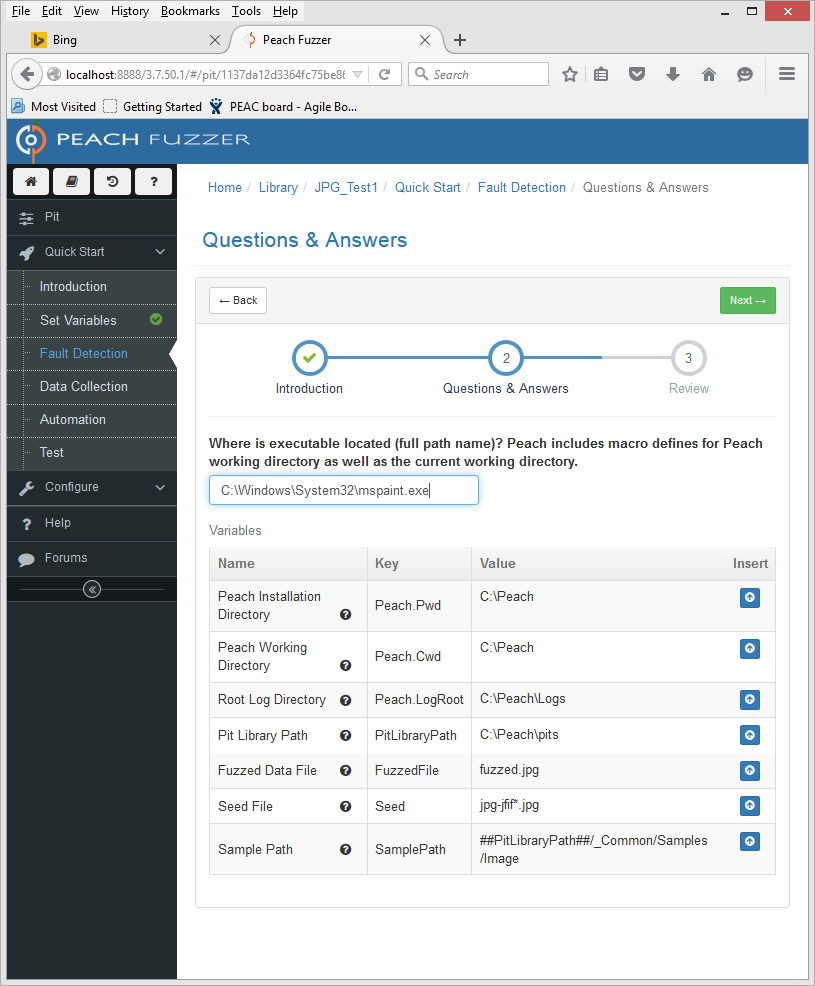 File Edit View History Bookmarks Tools Help
Bing
Peach Fuzzer
localhost:8888/3.7.50.1/#/pit/1137da12d3364fc75be86
Search
Most Visited Getting Started PEAC board - Agile Bo...
PEACH FUZZER
Home / Library / JPG_Test1 / Quick Start / Fault Detection / Questions & Answers
Pit
Quick Start
Introduction
Set Variables
Fault Detection
Data Collection
Automation
Test
Configure
Help
Forums
Questions & Answers
← Back
Next →
2
3
Introduction
Questions & Answers
Review
Where is executable located (full path name)? Peach includes macro defines for Peach
working directory as well as the current working directory.
C:\Windows\System32\mspaint.exe
Variables
Name Key Value Insert
Peach Installation
Directory
Peach.Pwd
C:\Peach
Peach Working
Directory
Peach.Cwd
C:\Peach
Root Log Directory Peach.LogRoot C:\Peach\Logs
Pit Library Path PitLibraryPath C:\Peach\pits
Fuzzed Data File FuzzedFile fuzzed.jpg
Seed File Seed jpg-jfif*.jpg
Sample Path SamplePath ##PitLibraryPath##/_Common/Samples
/Image